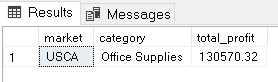 Results Messages
market category total_profit
1 USCA Office Supplies 130570.32